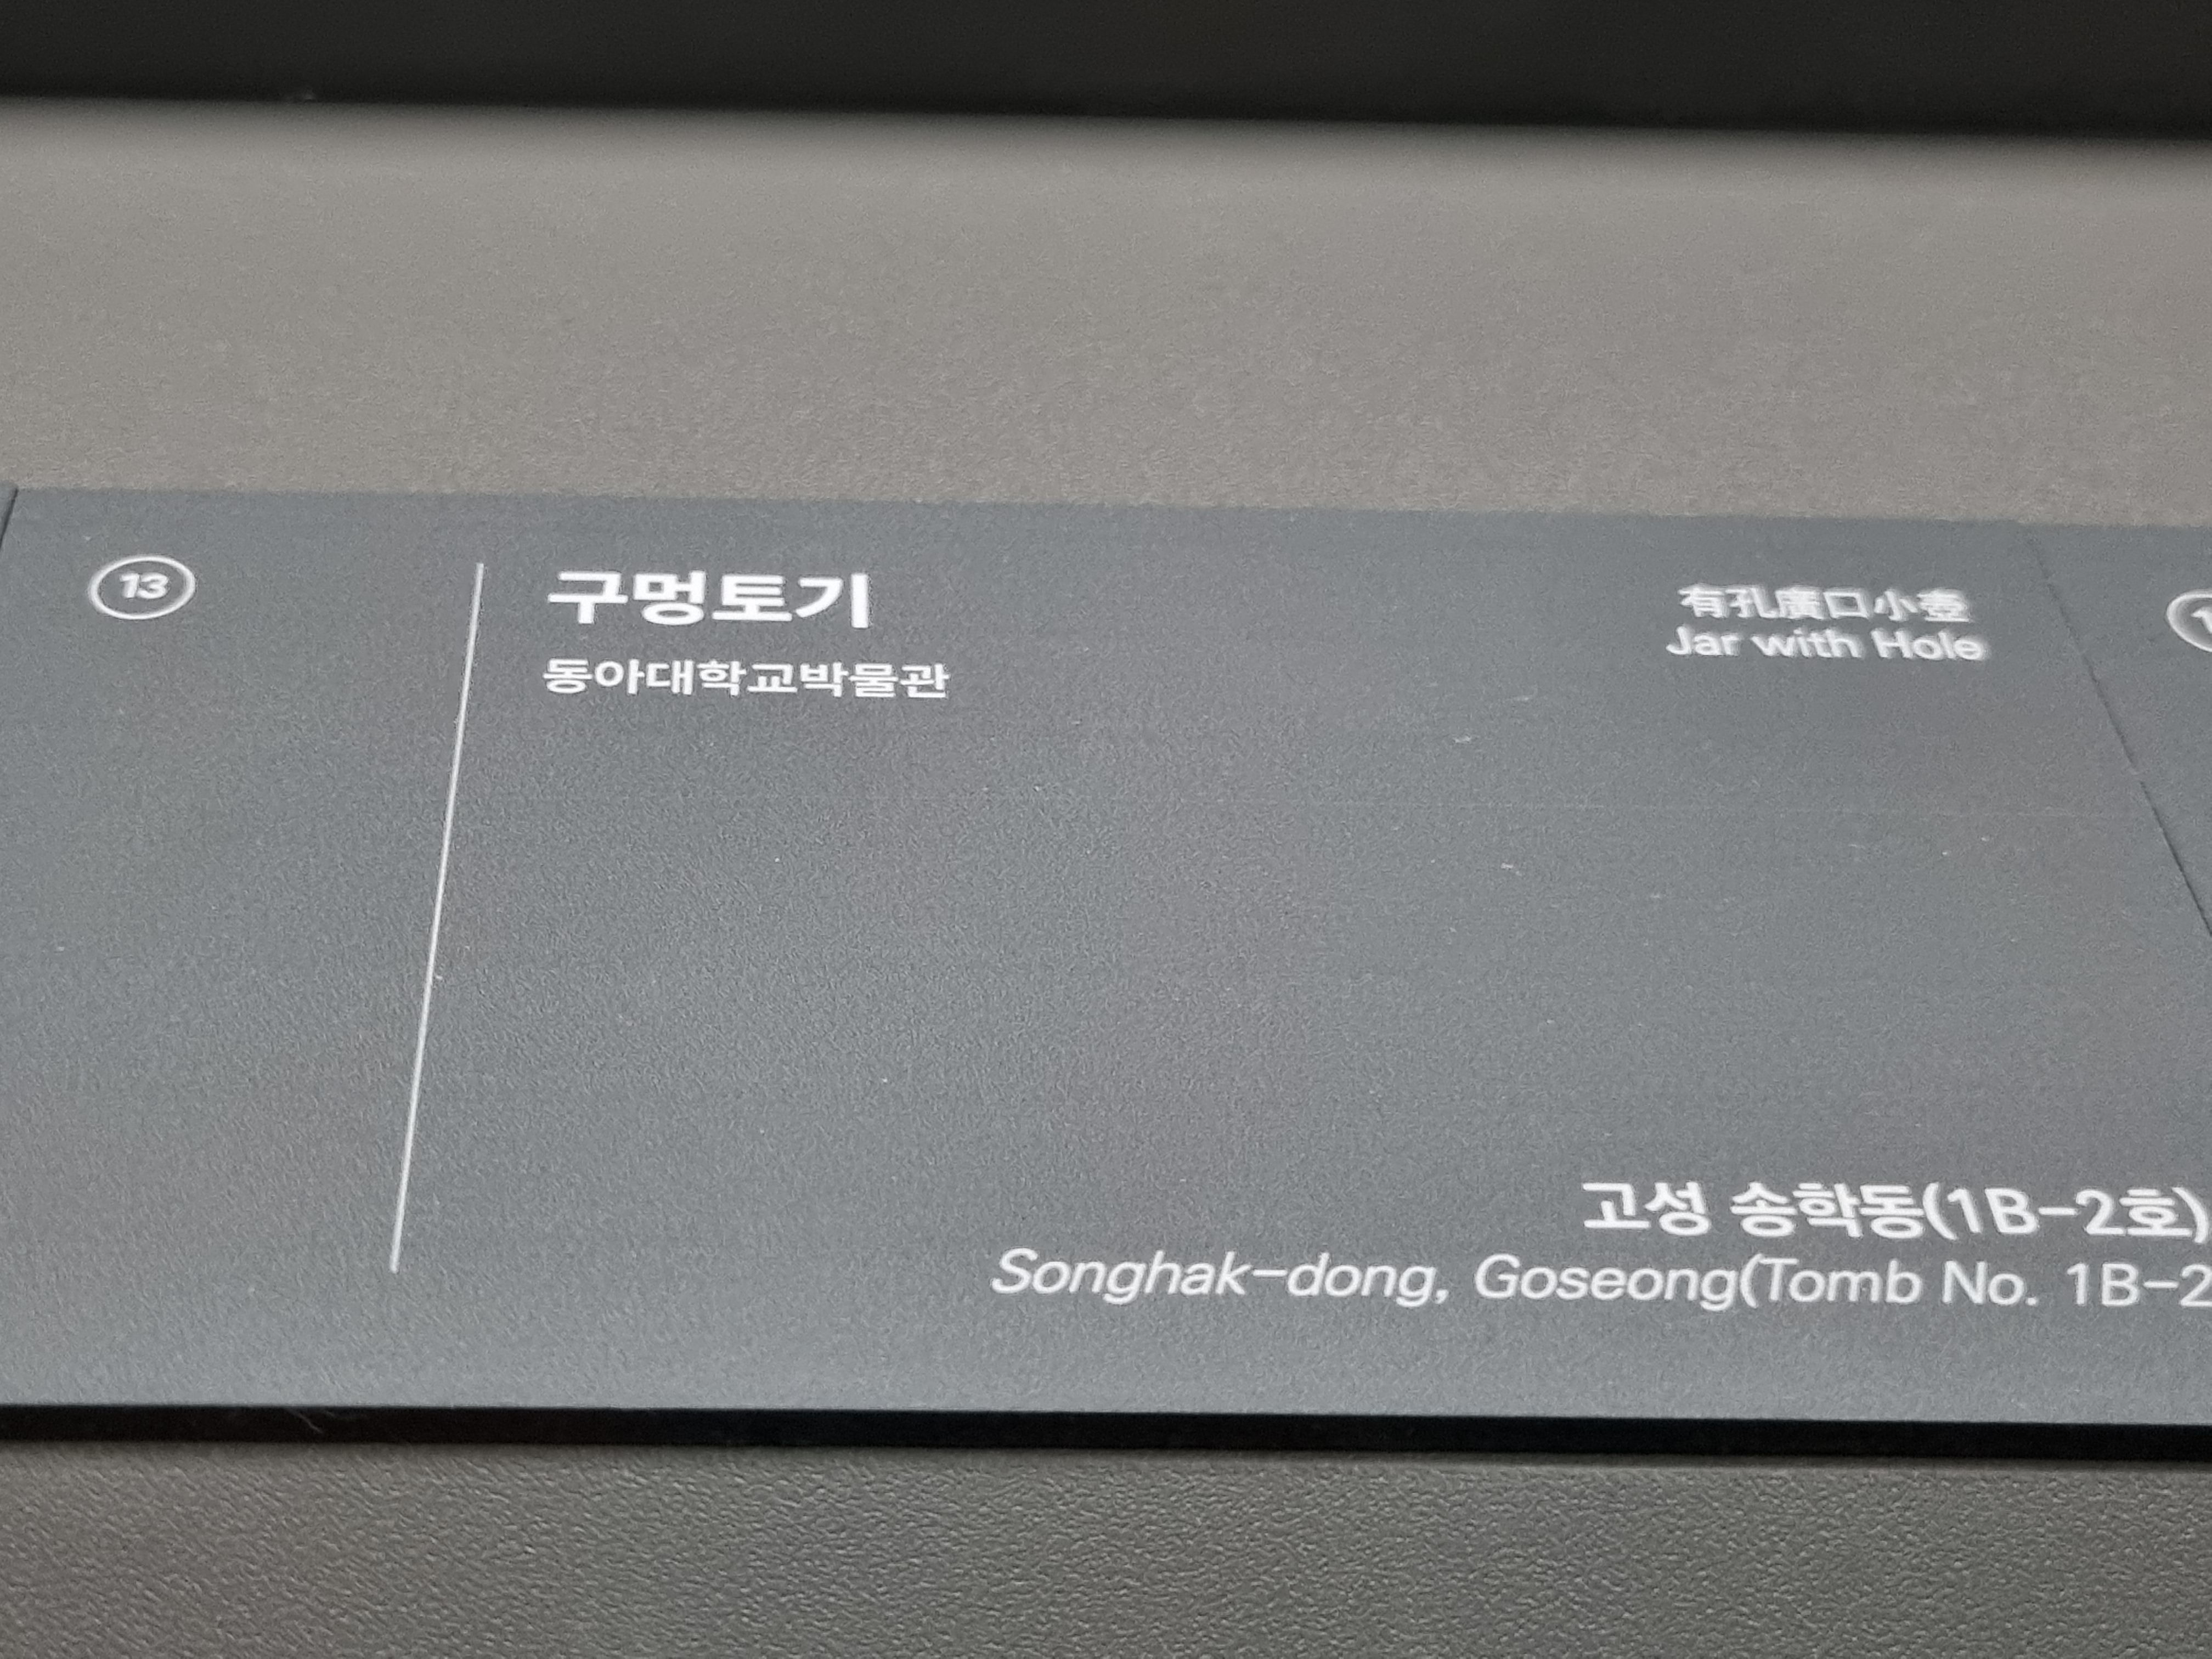 13
구멍토기
有孔廣口小壺
Jar with Hole
동아대학교박물관
고성 송학동(1B-2호)
Songhak-dong, Goseong(Tomb No. 1B-2